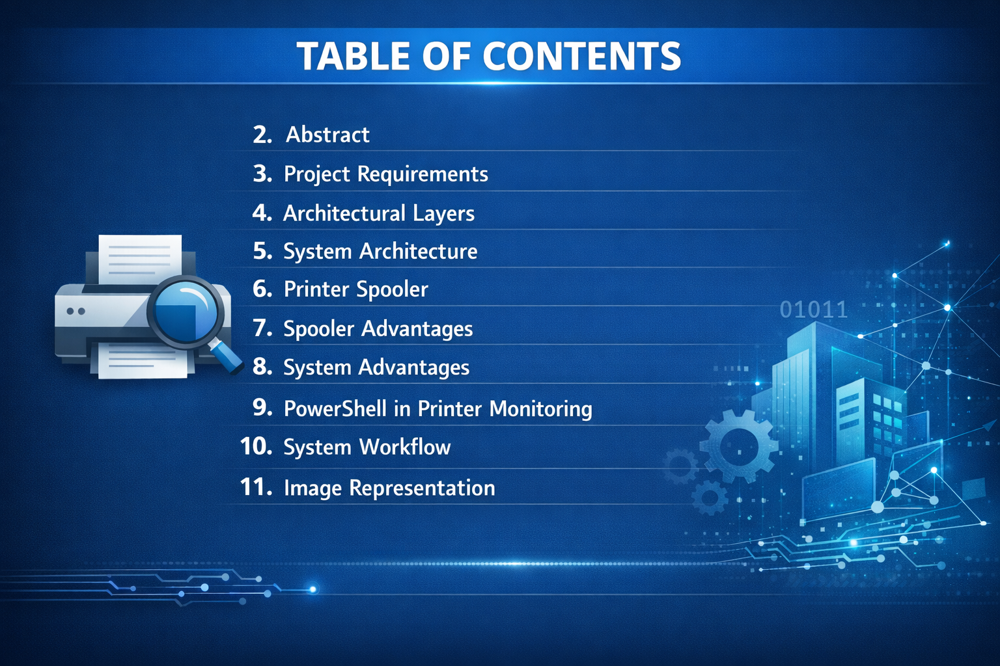 TABLE OF CONTENTS
2. Abstract
3. Project Requirements
4. Architectural Layers
5. System Architecture
6. Printer Spooler
7. Spooler Advantages
8. System Advantages
9. PowerShell in Printer Monitoring
10. System Workflow
11. Image Representation
01011